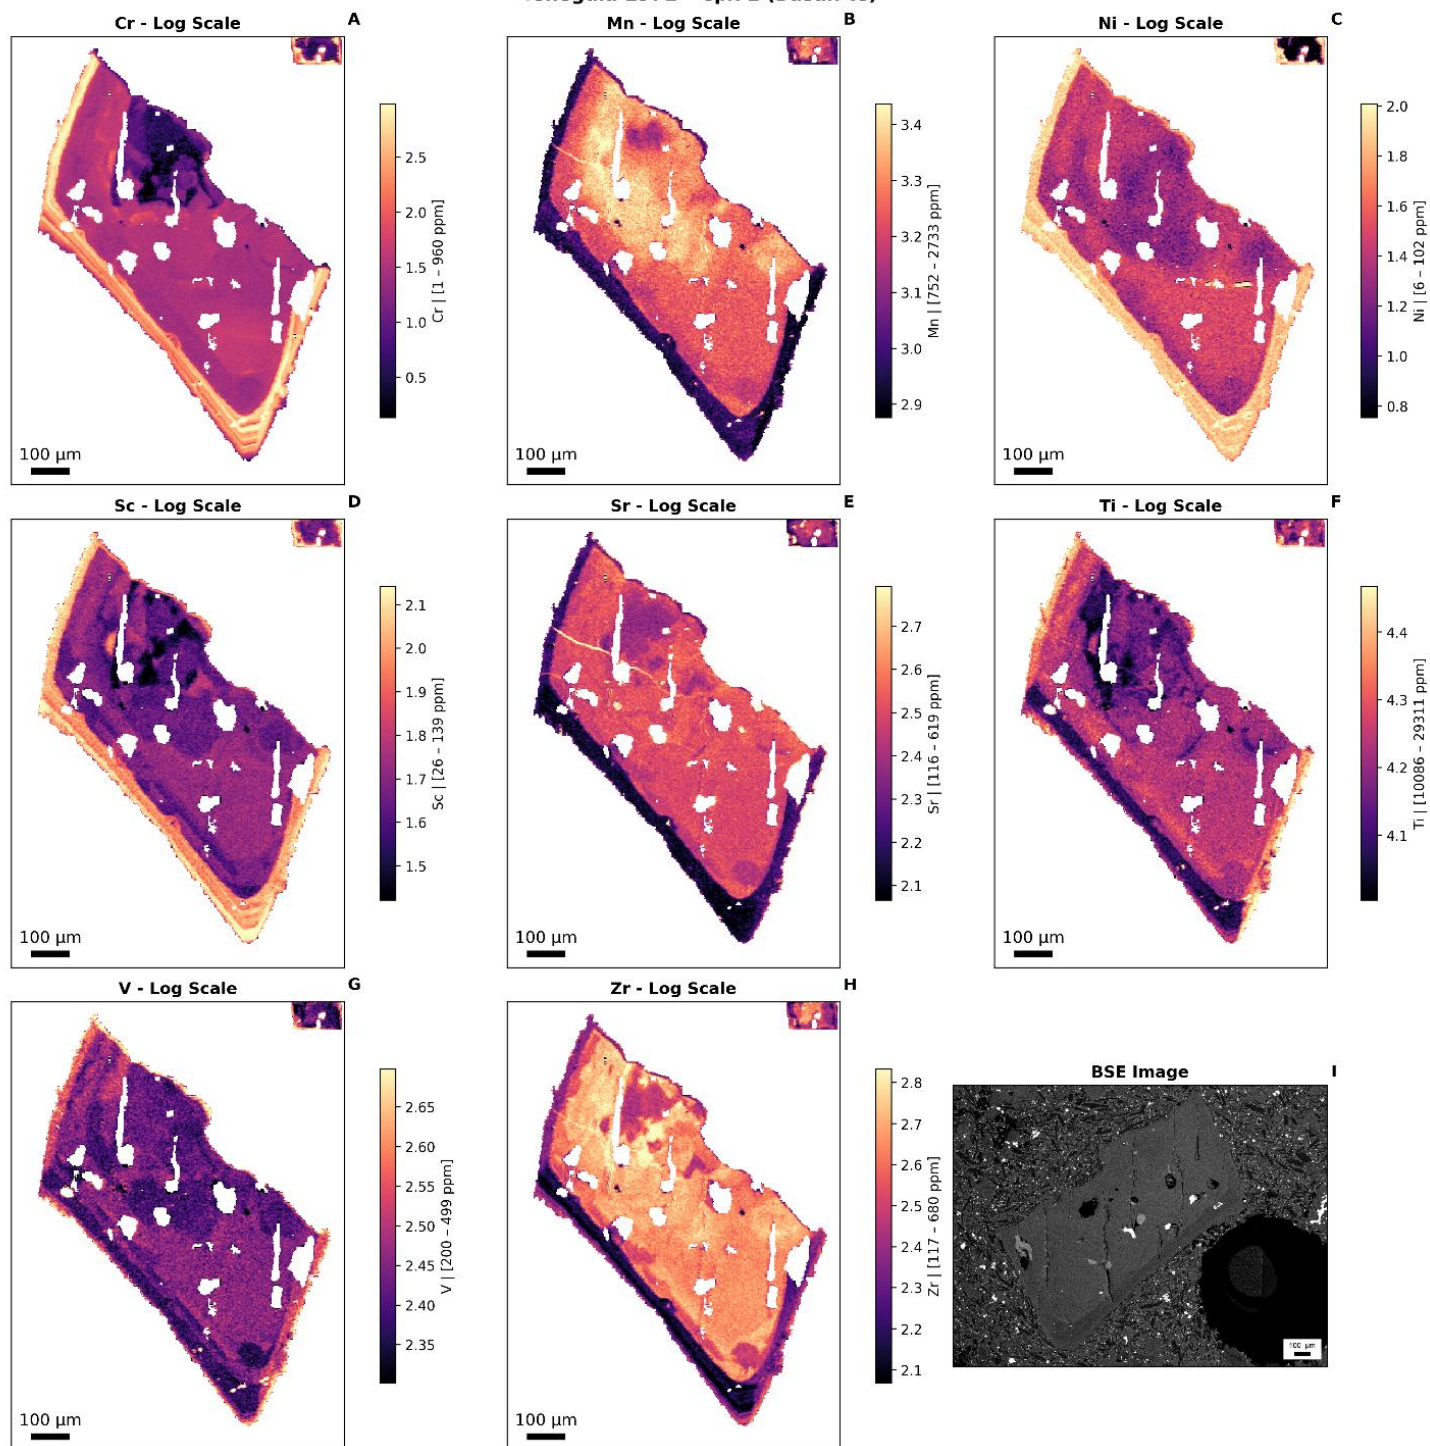 Cr - Log Scale
A
2.5
2.0
1.5
1.0
0.5
Cr | [1 – 960 ppm]
100 μm
Mn - Log Scale
B
3.4
3.3
3.2
3.1
3.0
2.9
Mn | [752 – 2733 ppm]
100 μm
Ni - Log Scale
C
2.0
1.8
1.6
1.4
1.2
1.0
0.8
Ni | [6 – 102 ppm]
100 μm
Sc - Log Scale
D
2.1
2.0
1.9
1.8
1.7
1.6
1.5
Sc | [26 – 139 ppm]
100 μm
Sr - Log Scale
E
2.7
2.6
2.5
2.4
2.3
2.2
2.1
Sr | [116 – 619 ppm]
100 μm
Ti - Log Scale
F
4.4
4.3
4.2
4.1
Ti | [10086 – 29311 ppm]
100 μm
V - Log Scale
G
2.65
2.60
2.55
2.50
2.45
2.40
2.35
V | [200 – 499 ppm]
100 μm
Zr - Log Scale
H
2.8
2.7
2.6
2.5
2.4
2.3
2.2
2.1
Zr | [117 – 680 ppm]
100 μm
BSE Image
I
100 μm